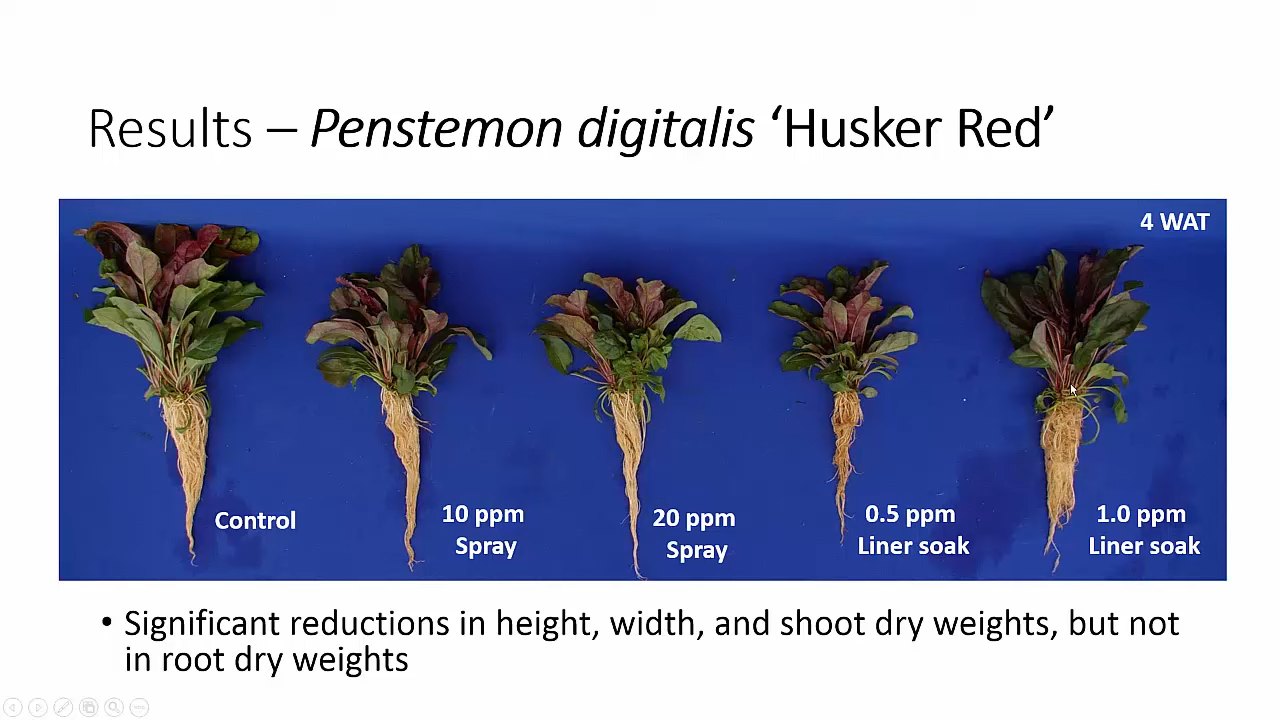 Results – Penstemon digitalis ‘Husker Red’
4 WAT
Control
10 ppm
Spray
20 ppm
Spray
0.5 ppm
Liner soak
1.0 ppm
Liner soak
• Significant reductions in height, width, and shoot dry weights, but not
in root dry weights